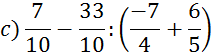 c) 7/10 − 33/10 : (−7/4 + 6/5)